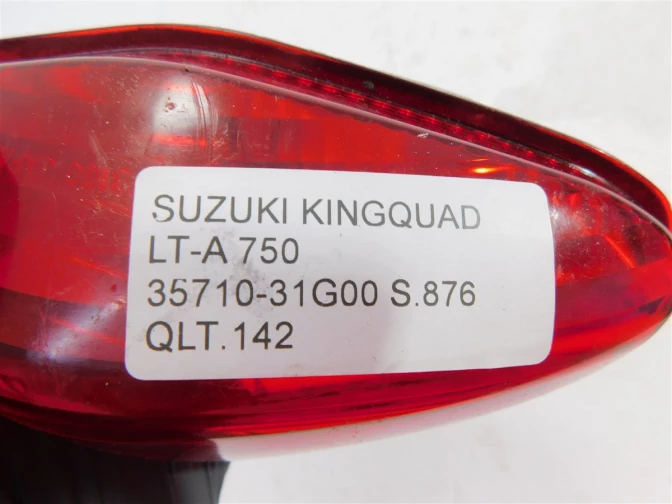 SUZUKI KINGQUAD
LT-A 750
35710-31G00 S.876
QLT.142